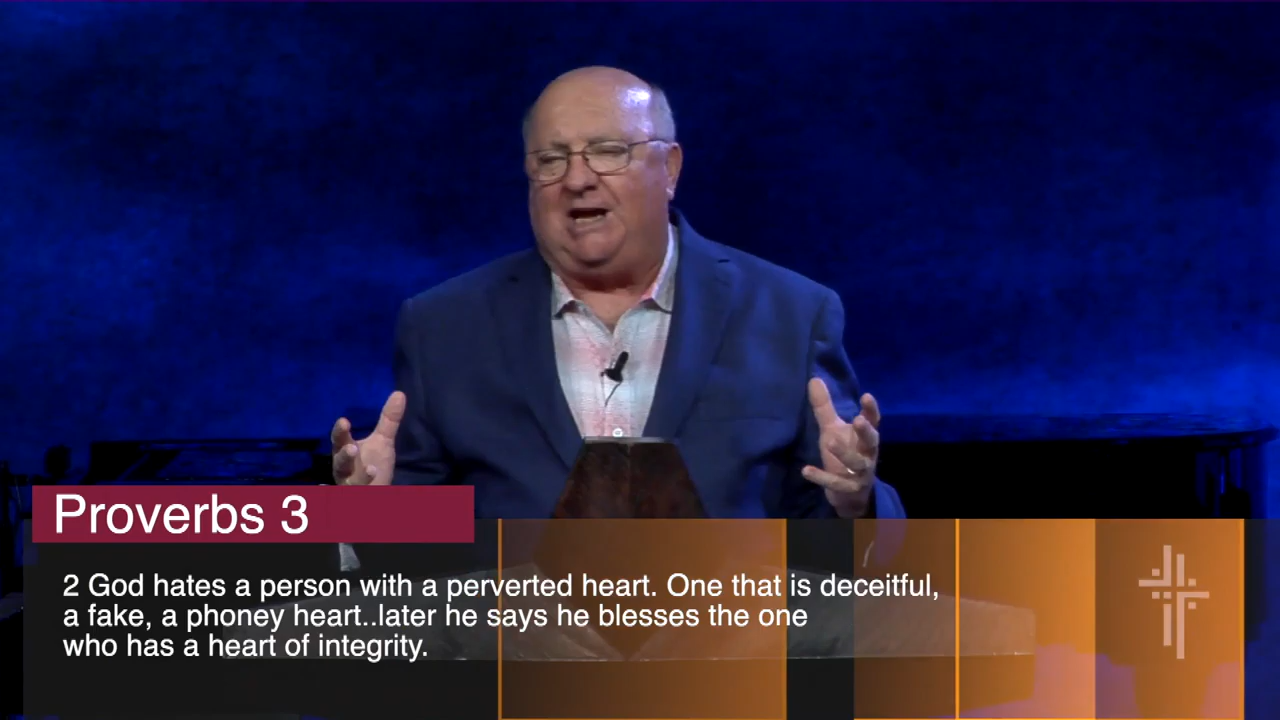 Proverbs 3
2 God hates a person with a perverted heart. One that is deceitful,
a fake, a phoney heart..later he says he blesses the one
who has a heart of integrity.